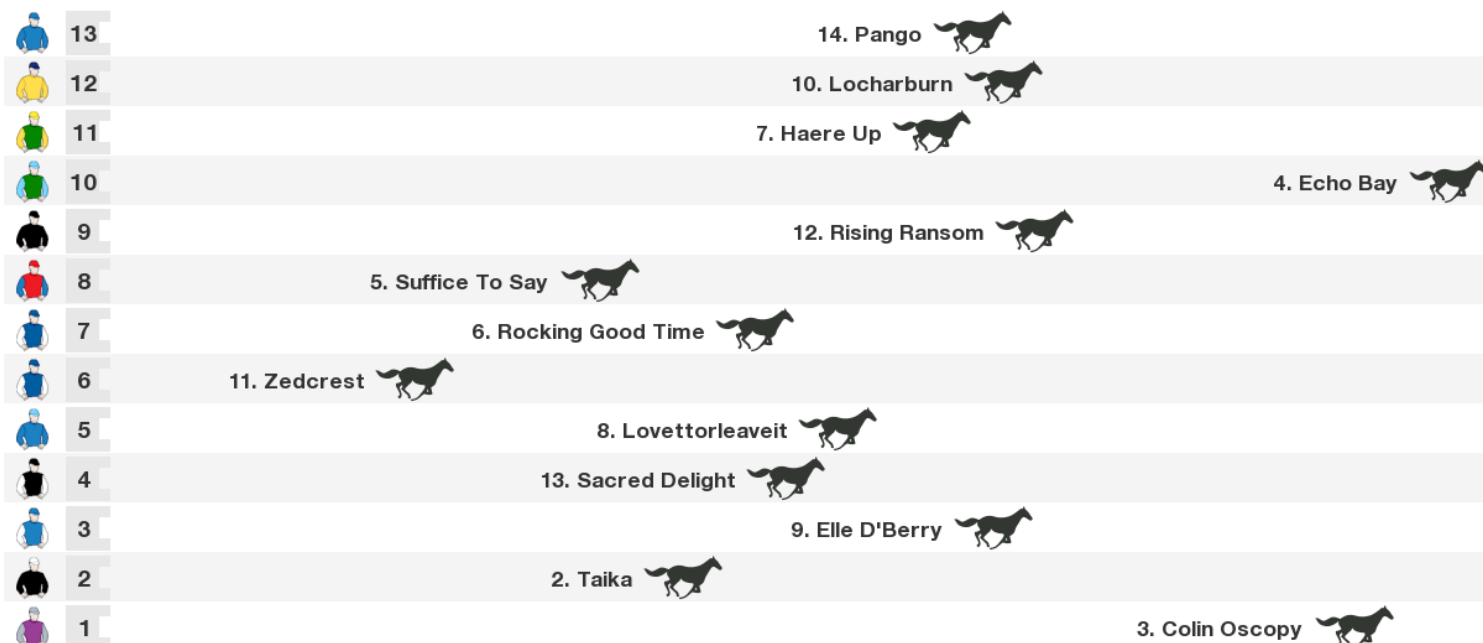 13 14. Pango
12 10. Locharburn
11 7. Haere Up
10 4. Echo Bay
9 12. Rising Ransom
8 5. Suffice To Say
7 6. Rocking Good Time
6 11. Zedcrest
5 8. Lovettorleaveit
4 13. Sacred Delight
3 9. Elle D'Berry
2 2. Taika
1 3. Colin Oscopy